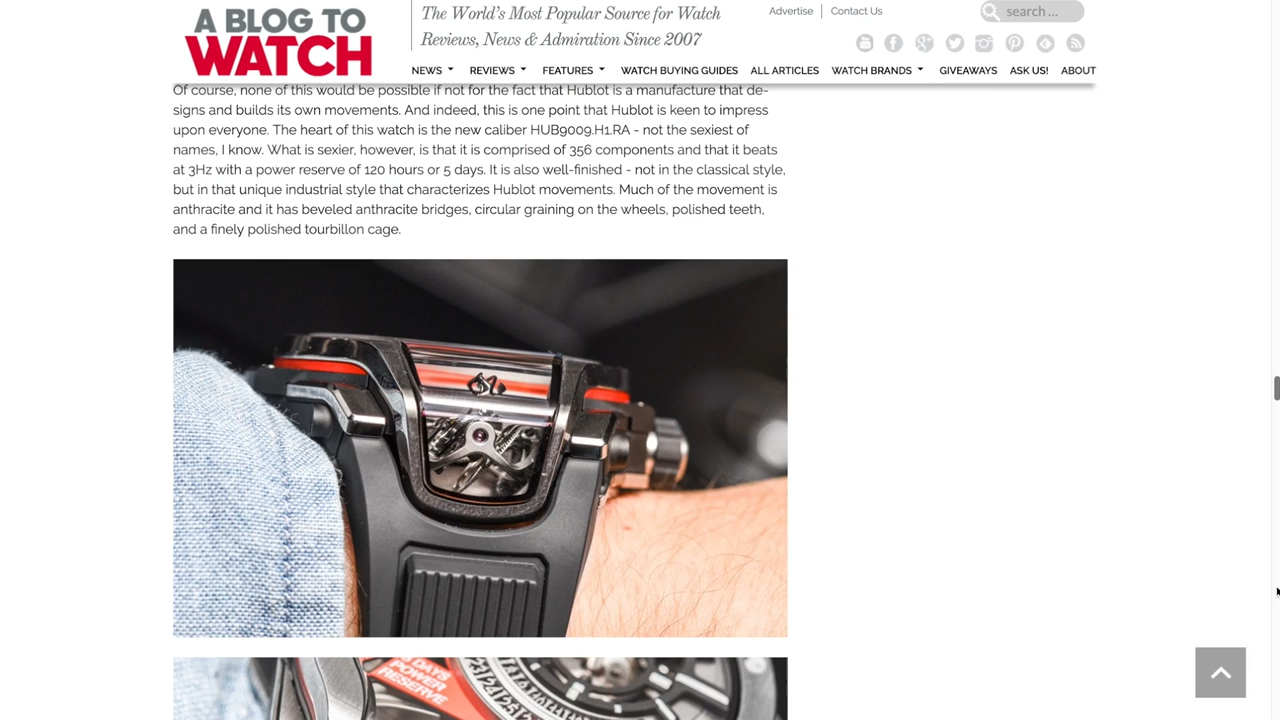 A BLOG TO
WATCH
The World's Most Popular Source for Watch
Reviews, News & Admiration Since 2007
Advertise
Contact Us
search ...
NEWS
REVIEWS
FEATURES
WATCH BUYING GUIDES
ALL ARTICLES
WATCH BRANDS
GIVEAWAYS
ASK US!
ABOUT
Of course, none of this would be possible if not for the fact that Hublot is a manufacture that de-
signs and builds its own movements. And indeed, this is one point that Hublot is keen to impress
upon everyone. The heart of this watch is the new caliber HUB9009.H1.RA - not the sexiest of
names, I know. What is sexier, however, is that it is comprised of 356 components and that it beats
at 3Hz with a power reserve of 120 hours or 5 days. It is also well-finished - not in the classical style,
but in that unique industrial style that characterizes Hublot movements. Much of the movement is
anthracite and it has beveled anthracite bridges, circular graining on the wheels, polished teeth,
and a finely polished tourbillon cage.
DAYS
POWER
RESERVE